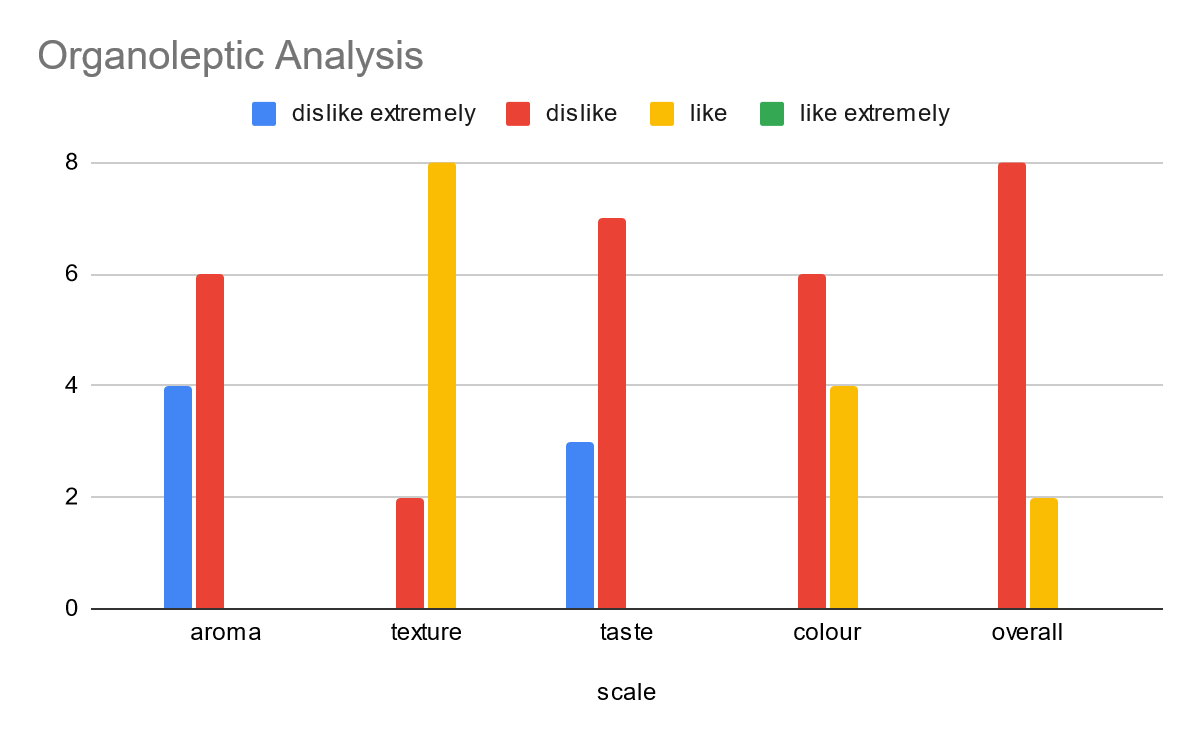 Organoleptic Analysis
dislike extremely dislike like like extremely
8
6
4
2
0
aroma texture taste colour overall
scale